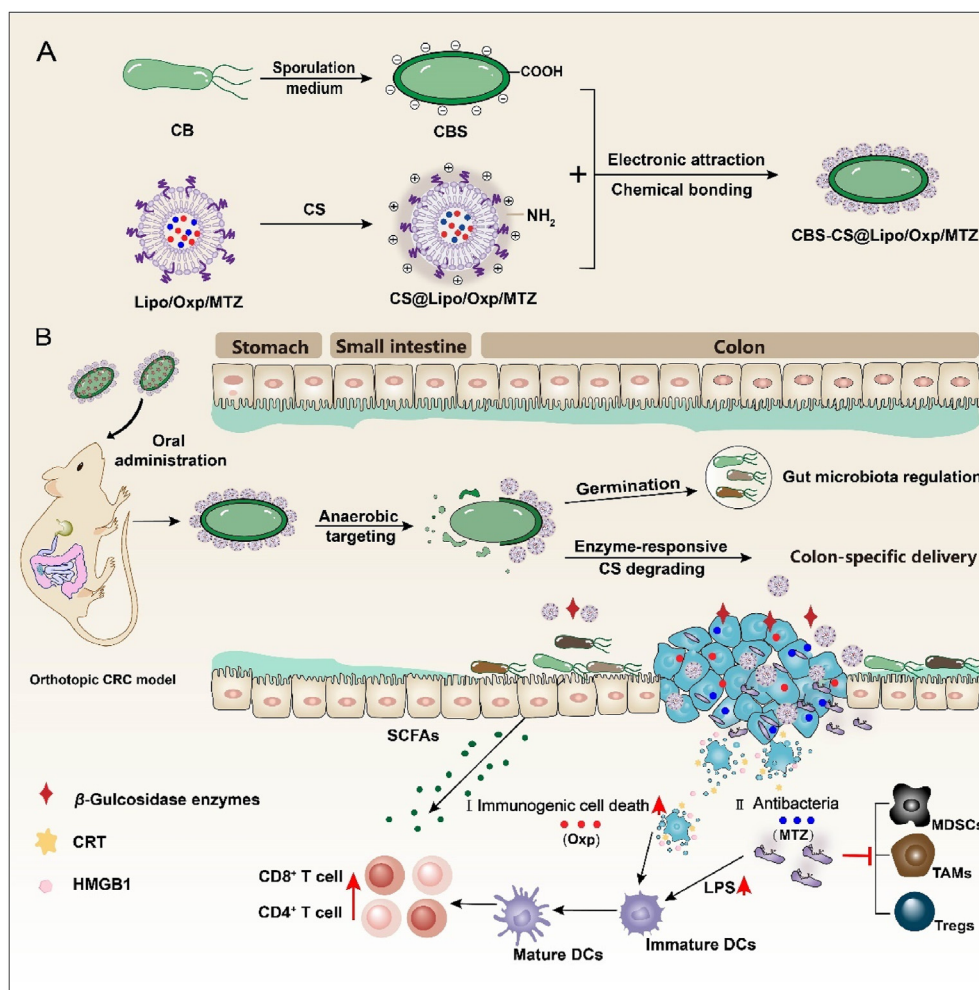 A
Sporulation
medium
CB
−COOH
CBS
CS
NH2
Lipo/Oxp/MTZ
CS@Lipo/Oxp/MTZ
+
Electronic attraction
Chemical bonding
CBS-CS@Lipo/Oxp/MTZ
B
Stomach
Small intestine
Colon
Oral
administration
Anaerobic
targeting
Germination
Gut microbiota regulation
Enzyme-responsive
CS degrading
Colon-specific delivery
Orthotopic CRC model
SCFAs
β-Gulcosidase enzymes
CRT
HMGB1
I Immunogenic cell death
(Oxp)
II Antibacteria
(MTZ)
LPS
MDSCs
TAMs
Tregs
CD8+ T cell
CD4+ T cell
Mature DCs
Immature DCs